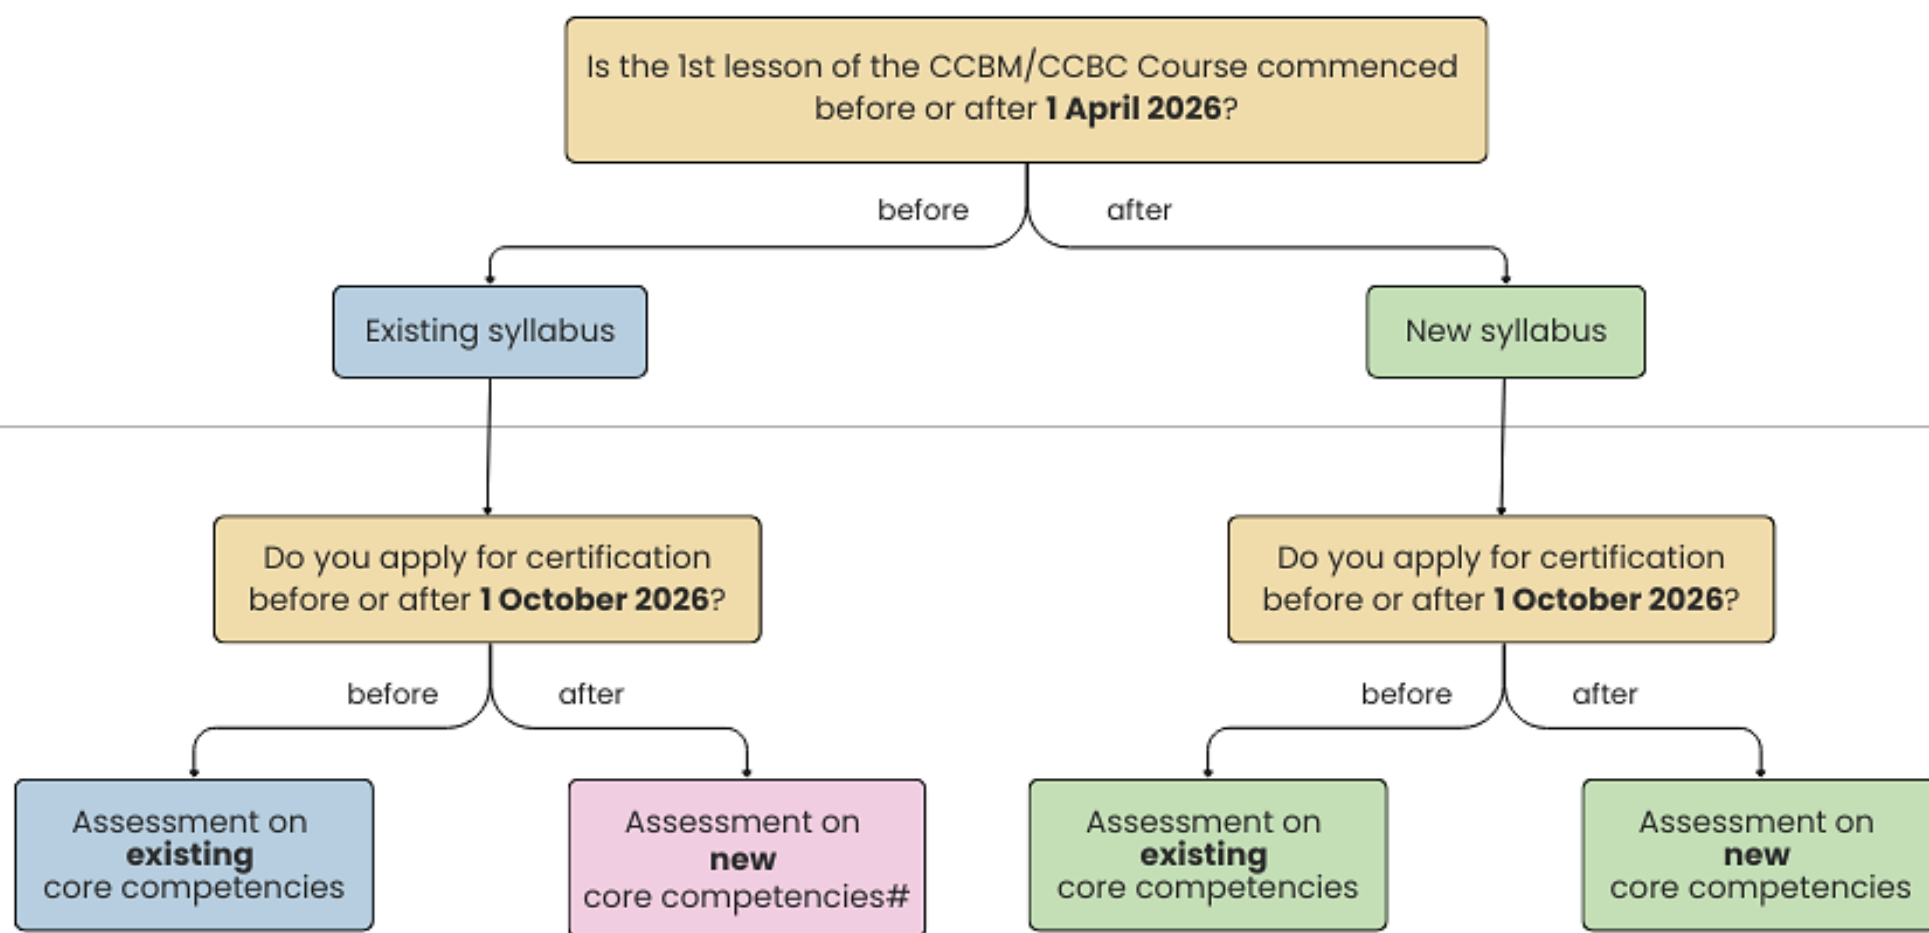 Is the 1st lesson of the CCBM/CCBC Course commenced
before or after 1 April 2026?
before
after
Existing syllabus
New syllabus
Do you apply for certification
before or after 1 October 2026?
Do you apply for certification
before or after 1 October 2026?
before
after
before
after
Assessment on
existing
core competencies
Assessment on
new
core competencies#
Assessment on
existing
core competencies
Assessment on
new
core competencies